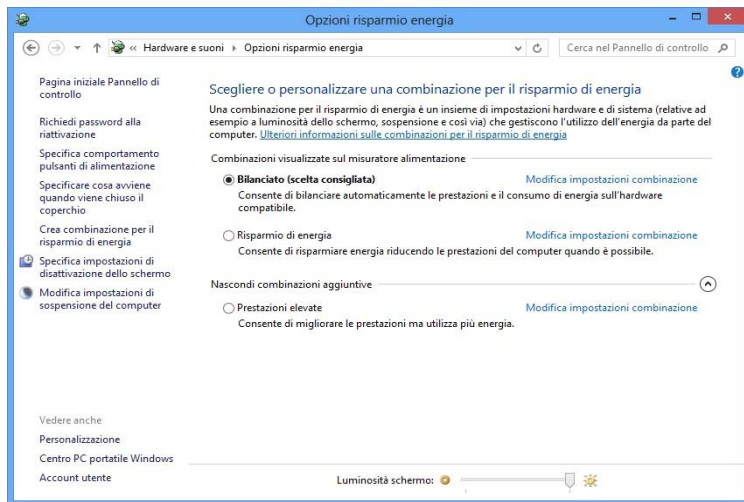 Opzioni risparmio energia
« Hardware e suoni ▸ Opzioni risparmio energia
Cerca nel Pannello di controllo
Pagina iniziale Pannello di
controllo
Richiedi password alla
riattivazione
Specifica comportamento
pulsanti di alimentazione
Specificare cosa avviene
quando viene chiuso il
coperchio
Crea combinazione per il
risparmio di energia
Specifica impostazioni di
disattivazione dello schermo
Modifica impostazioni di
sospensione del computer
Vedere anche
Personalizzazione
Centro PC portatile Windows
Account utente
Scegliere o personalizzare una combinazione per il risparmio di energia
Una combinazione per il risparmio di energia è un insieme di impostazioni hardware e di sistema (relative ad
esempio a luminosità dello schermo, sospensione e così via) che gestiscono l'utilizzo dell'energia da parte del
computer. Ulteriori informazioni sulle combinazioni per il risparmio di energia
Combinazioni visualizzate sul misuratore alimentazione
Bilanciato (scelta consigliata) Modifica impostazioni combinazione
Consente di bilanciare automaticamente le prestazioni e il consumo di energia sull'hardware
compatibile.
Risparmio di energia Modifica impostazioni combinazione
Consente di risparmiare energia riducendo le prestazioni del computer quando è possibile.
Nascondi combinazioni aggiuntive
Prestazioni elevate Modifica impostazioni combinazione
Consente di migliorare le prestazioni ma utilizza più energia.
Luminosità schermo: